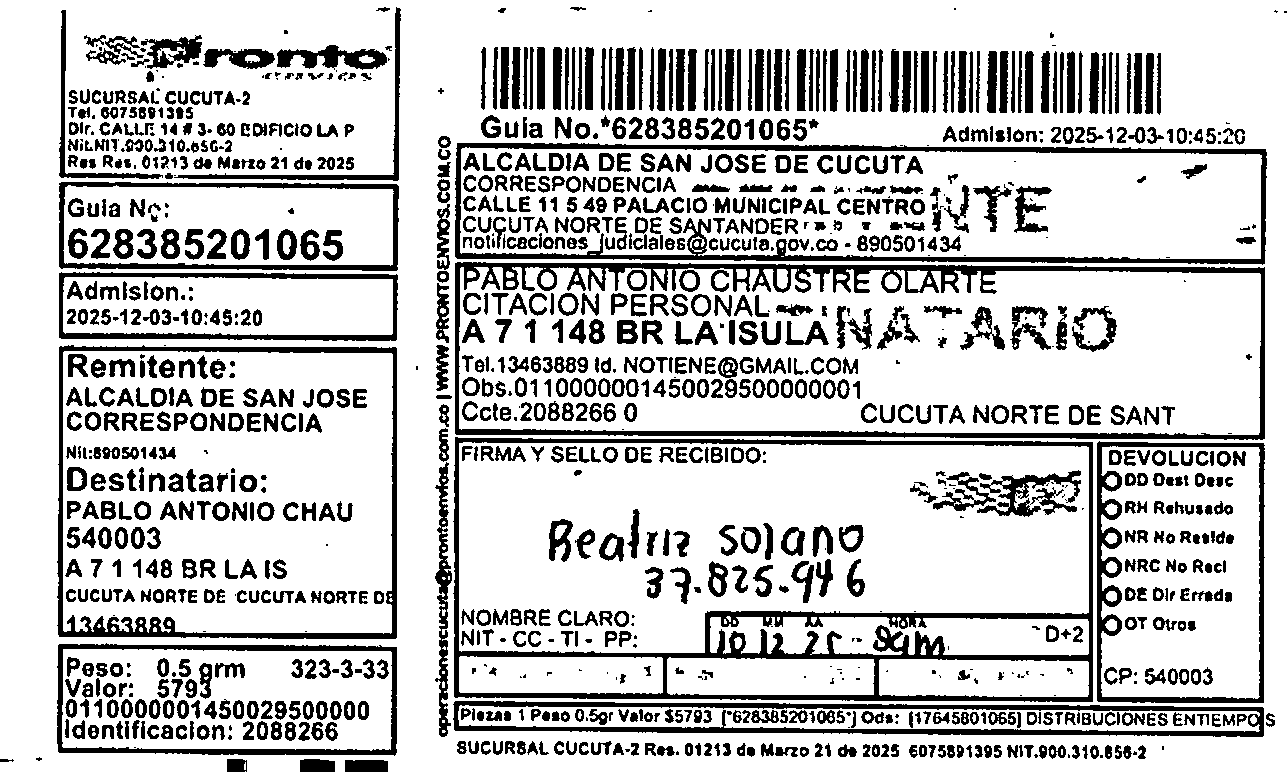 Pronto
envios
SUCURSAL CUCUTA-2
Tel. 6075891395
Dir. CALLE 14 # 3- 60 EDIFICIO LA P
Nit.NIT.900.310.856-2
Res Res. 01213 de Marzo 21 de 2025
Guia No:
628385201065
Admision.:
2025-12-03-10:45:20
Remitente:
ALCALDIA DE SAN JOSE
CORRESPONDENCIA
Nit:890501434
Destinatario:
PABLO ANTONIO CHAU
540003
A 7 1 148 BR LA IS
CUCUTA NORTE DE CUCUTA NORTE DE
13463889
Peso: 0.5 grm 323-3-33
Valor: 5793
01100000014500295000000
Identificacion: 2088266
operacionescucuta@prontoenvios.com.co | WWW.PRONTOENVIOS.COM.CO
Guia No.*628385201065*
Admision: 2025-12-03-10:45:20
ALCALDIA DE SAN JOSE DE CUCUTA
CORRESPONDENCIA
CALLE 11 5 49 PALACIO MUNICIPAL CENTRO
CUCUTA NORTE DE SANTANDER
notificaciones_judiciales@cucuta.gov.co - 890501434
NTE
PABLO ANTONIO CHAUSTRE OLARTE
CITACION PERSONAL
A 7 1 148 BR LA ISULA
NATARIO
Tel.13463889 Id. NOTIENE@GMAIL.COM
Obs.0110000001450029500000001
Ccte.2088266 0 CUCUTA NORTE DE SANT
FIRMA Y SELLO DE RECIBIDO:
Beatriz Solano
37.825.946
NOMBRE CLARO:
NIT - CC - TI - PP:
DD MM AA HORA
10 12 25 - 9am
D+2
DEVOLUCION
DD Dest Desc
RH Rehusado
NR No Reside
NRC No Recl
DE Dir Errada
OT Otros
CP: 540003
Piezas 1 Peso 0.5gr Valor $5793 [*628385201065*] Ods: [17645801065] DISTRIBUCIONES ENTIEMPO S
SUCURSAL CUCUTA-2 Res. 01213 de Marzo 21 de 2025 6075891395 NIT.900.310.856-2